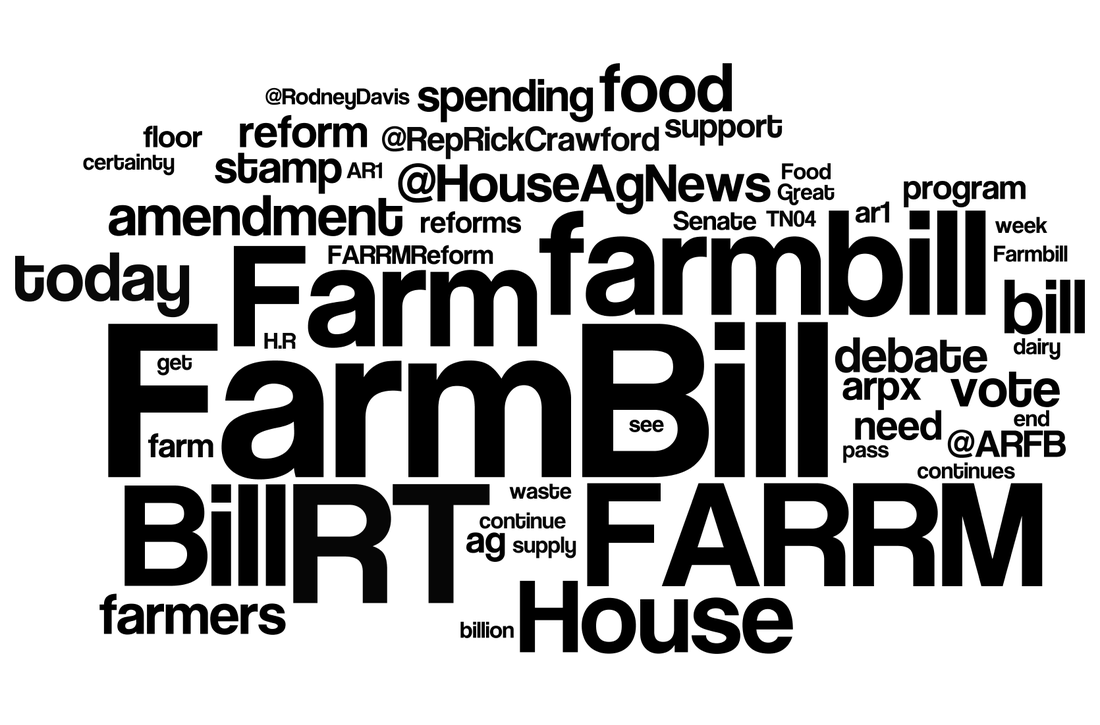 @RodneyDavis spending food
floor reform @RepRickCrawford support
certainty stamp AR1 @HouseAgNews Food Great program
amendment reforms Senate TN04 ar1 week
today Farm FARRMReform farmbill Farmbill
H.R bill
get FarmBill debate dairy
arpx vote
farm see need end
pass @ARFB
continues
Bill RT waste FARRM
continue
ag supply
farmers billion House